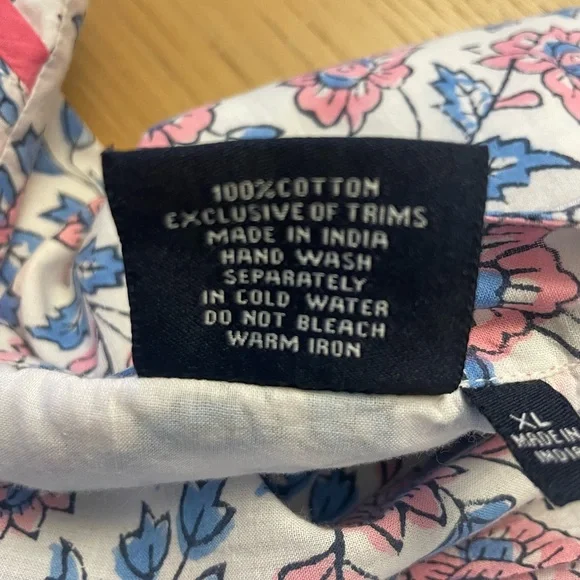 100%COTTON
EXCLUSIVE OF TRIMS
MADE IN INDIA
HAND WASH
SEPARATELY
IN COLD WATER
DO NOT BLEACH
WARM IRON
XL
MADE IN
INDIA